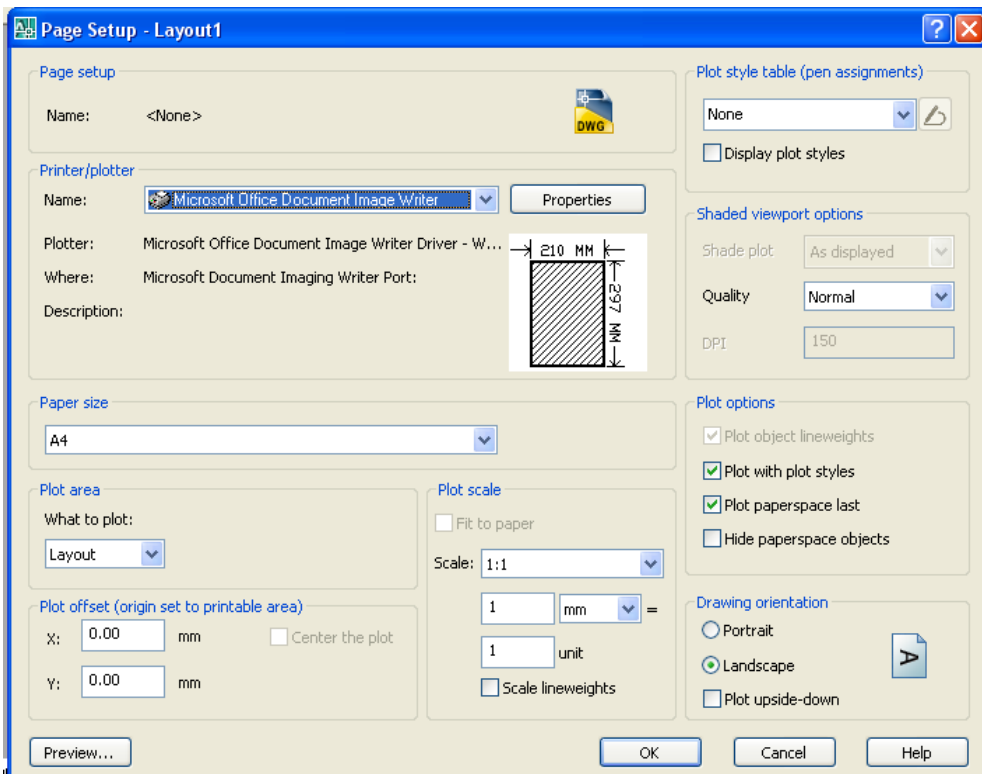 Page Setup - Layout1
Page setup
Name: <None>
DWG
Printer/plotter
Name: Microsoft Office Document Image Writer
Properties
Plotter: Microsoft Office Document Image Writer Driver - W...
Where: Microsoft Document Imaging Writer Port:
Description:
210 MM
297 MM
Paper size
A4
Plot area
What to plot:
Layout
Plot offset (origin set to printable area)
X: 0.00 mm
Center the plot
Y: 0.00 mm
Plot scale
Fit to paper
Scale: 1:1
1 mm =
1 unit
Scale lineweights
Plot style table (pen assignments)
None
Display plot styles
Shaded viewport options
Shade plot As displayed
Quality Normal
DPI 150
Plot options
Plot object lineweights
Plot with plot styles
Plot paperspace last
Hide paperspace objects
Drawing orientation
Portrait
Landscape
A
Plot upside-down
Preview...
OK
Cancel
Help